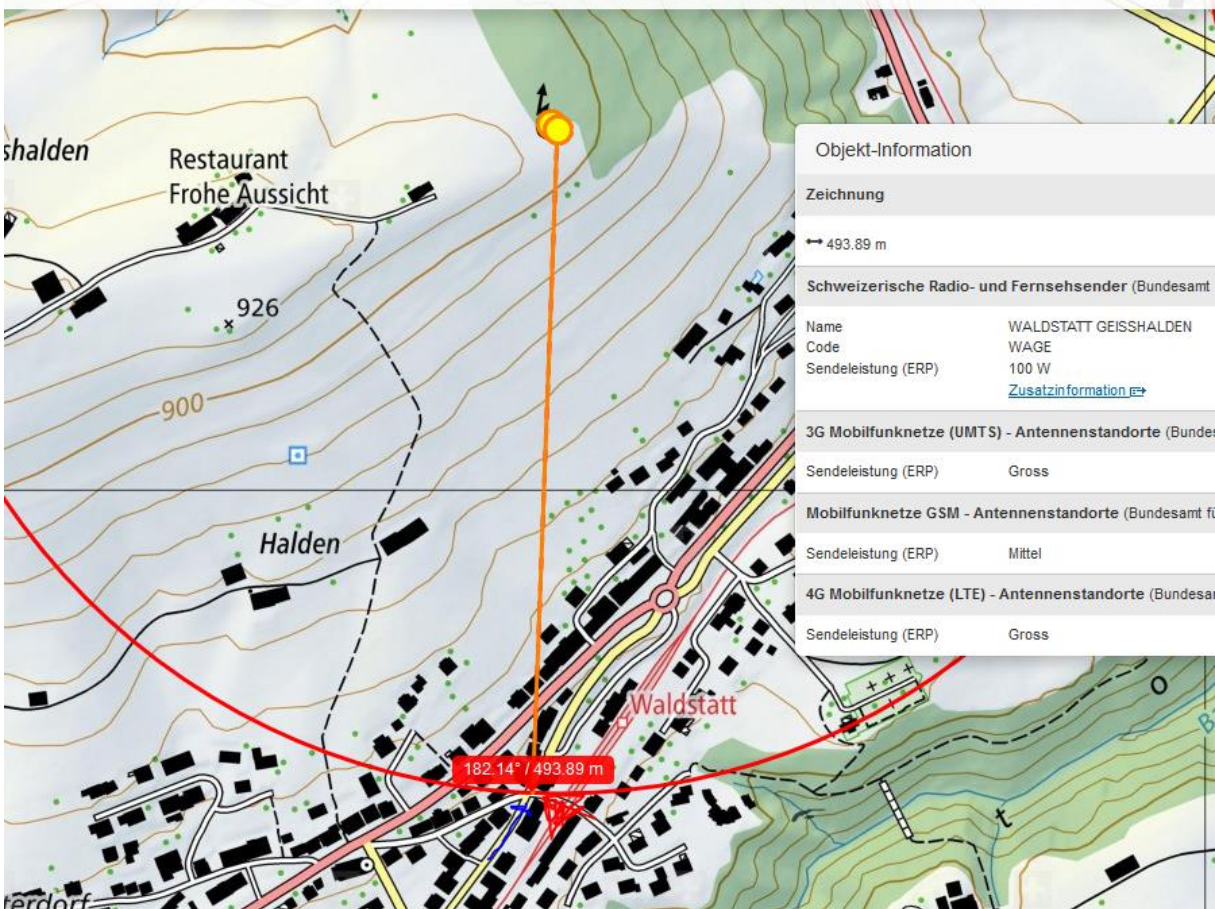 shalden
Restaurant
Frohe Aussicht
926
900
Halden
Waldstatt
182.14° / 493.89 m
terdorf
o
t
B
Objekt-Information
Zeichnung
493.89 m
Schweizerische Radio- und Fernsehsender (Bundesamt
Name WALDSTATT GEISSHALDEN
Code WAGE
Sendeleistung (ERP) 100 W
Zusatzinformation
3G Mobilfunknetze (UMTS) - Antennenstandorte (Bundes
Sendeleistung (ERP) Gross
Mobilfunknetze GSM - Antennenstandorte (Bundesamt fü
Sendeleistung (ERP) Mittel
4G Mobilfunknetze (LTE) - Antennenstandorte (Bundesar
Sendeleistung (ERP) Gross